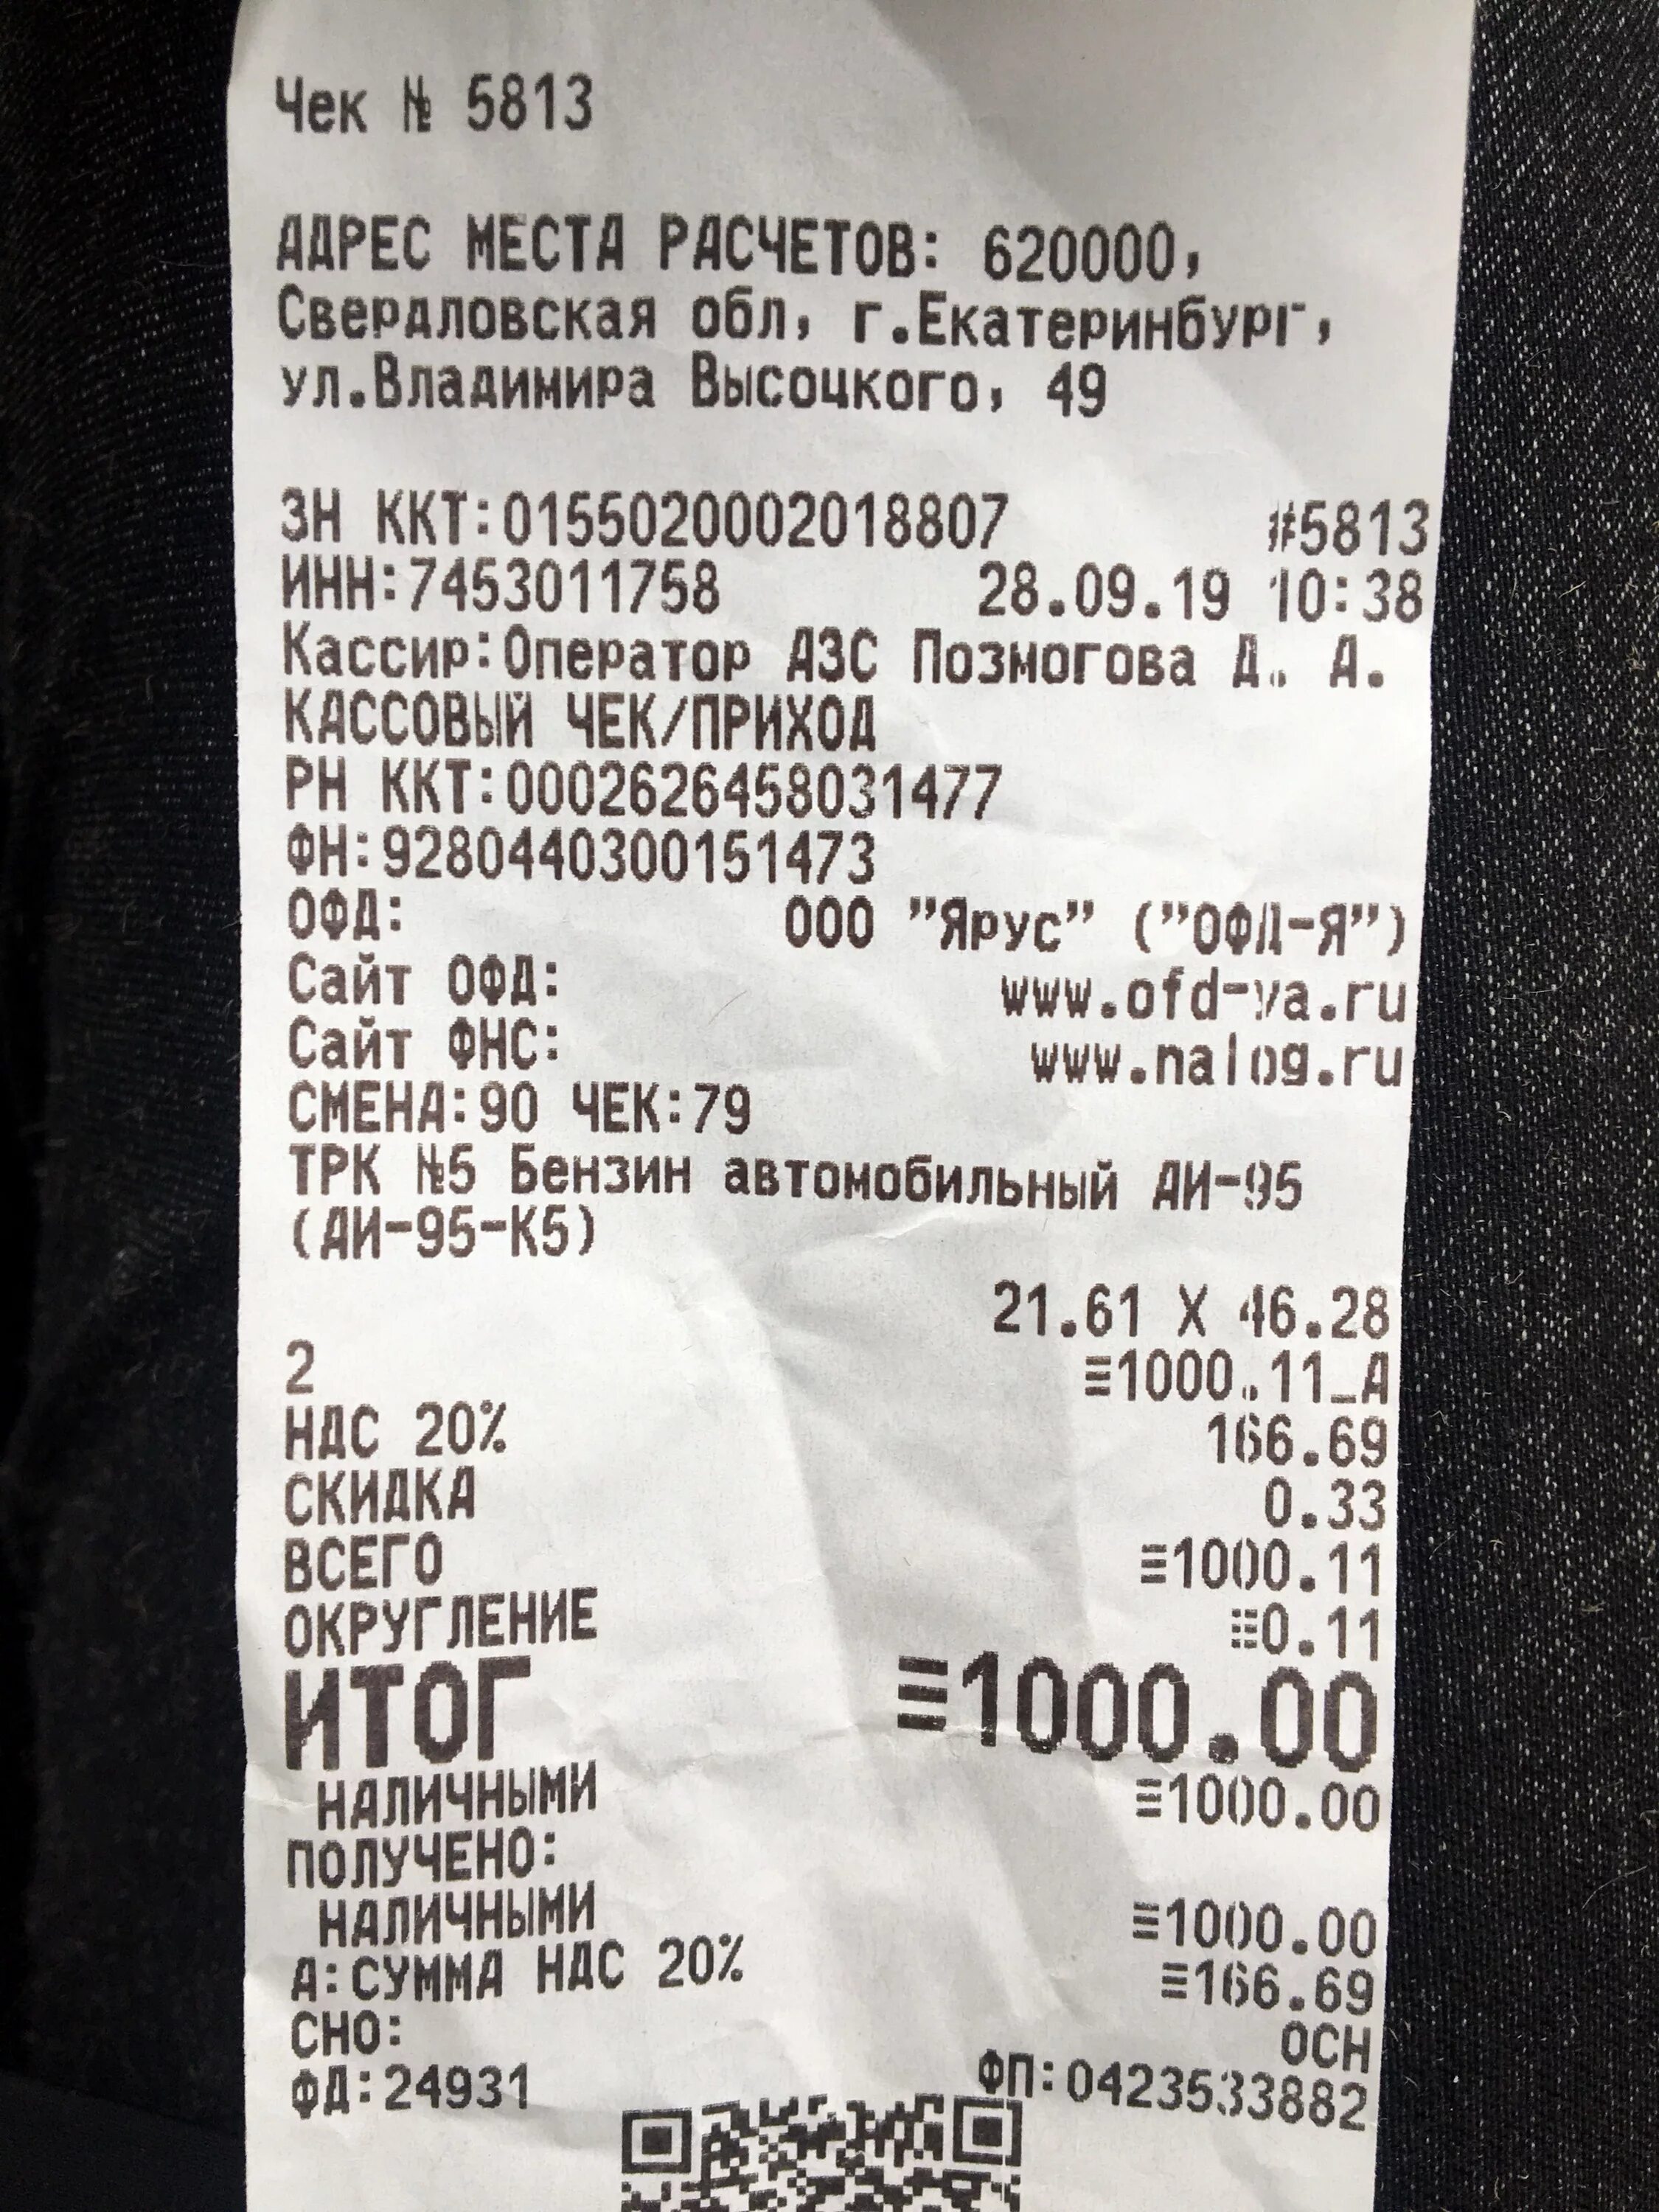 Чек № 5813
АДРЕС МЕСТА РАСЧЕТОВ: 620000,
Свердловская обл, г.Екатеринбург,
ул.Владимира Высоцкого, 49
ЗН ККТ:0155020002018807 #5813
ИНН:7453011758 28.09.19 10:38
Кассир:Оператор АЗС Позмогова Д. А.
КАССОВЫЙ ЧЕК/ПРИХОД
РН ККТ:0002626458031477
ФН:9280440300151473
ОФД: ООО "Ярус" ("ОФД-Я")
Сайт ОФД: www.ofd-ya.ru
Сайт ФНС: www.nalog.ru
СМЕНА:90 ЧЕК:79
ТРК №5 Бензин автомобильный АИ-95
(АИ-95-К5)
21.61 X 46.28
2 ≡1000.11_А
НДС 20% 166.69
СКИДКА 0.33
ВСЕГО ≡1000.11
ОКРУГЛЕНИЕ ≡0.11
ИТОГ ≡1000.00
НАЛИЧНЫМИ ≡1000.00
ПОЛУЧЕНО:
НАЛИЧНЫМИ ≡1000.00
А:СУММА НДС 20% ≡166.69
СНО: ОСН
ФД:24931 ФП:0423533882